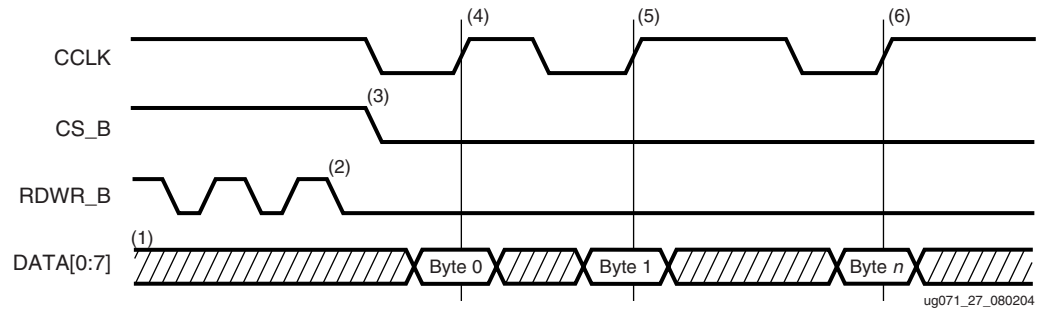 (4) (5) (6)
CCLK
(3)
CS_B
(2)
RDWR_B
(1)
DATA[0:7] Byte 0 Byte 1 Byte n
ug071_27_080204